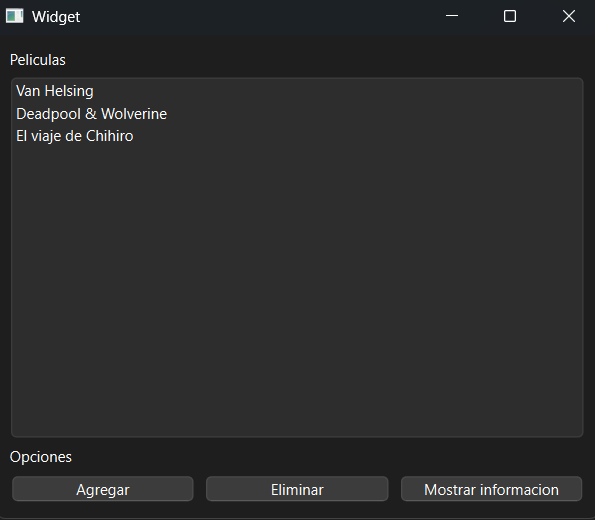 Widget
Peliculas
Van Helsing
Deadpool & Wolverine
El viaje de Chihiro
Opciones
Agregar Eliminar Mostrar informacion